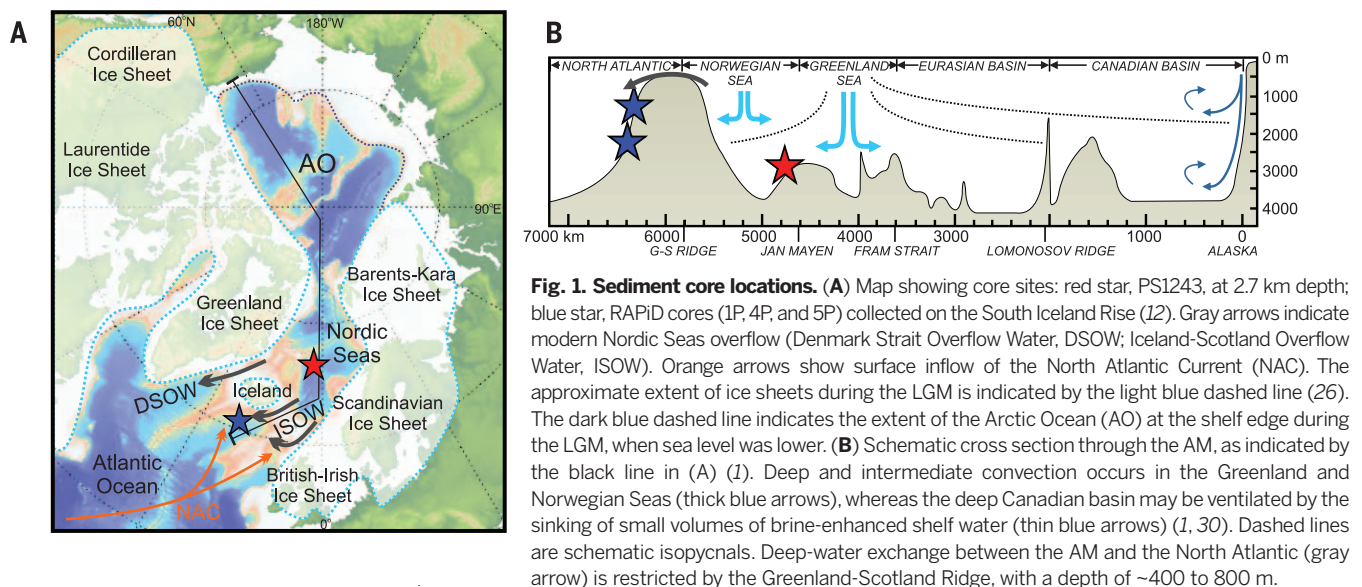 A
60°N
180°W
Cordilleran
Ice Sheet
Laurentide
Ice Sheet
AO
90°E
Barents-Kara
Ice Sheet
Greenland
Ice Sheet
Nordic
Seas
DSOW
Iceland
ISOW
Scandinavian
Ice Sheet
Atlantic
Ocean
British-Irish
Ice Sheet
NAC
0°
B
NORTH ATLANTIC NORWEGIAN SEA GREENLAND SEA EURASIAN BASIN CANADIAN BASIN
0 m
1000
2000
3000
4000
7000 km 6000 5000 4000 3000 2000 1000 0
G-S RIDGE JAN MAYEN FRAM STRAIT LOMONOSOV RIDGE ALASKA
Fig. 1. Sediment core locations. (A) Map showing core sites: red star, PS1243, at 2.7 km depth;
blue star, RAPiD cores (1P, 4P, and 5P) collected on the South Iceland Rise (12). Gray arrows indicate
modern Nordic Seas overflow (Denmark Strait Overflow Water, DSOW; Iceland-Scotland Overflow
Water, ISOW). Orange arrows show surface inflow of the North Atlantic Current (NAC). The
approximate extent of ice sheets during the LGM is indicated by the light blue dashed line (26).
The dark blue dashed line indicates the extent of the Arctic Ocean (AO) at the shelf edge during
the LGM, when sea level was lower. (B) Schematic cross section through the AM, as indicated by
the black line in (A) (1). Deep and intermediate convection occurs in the Greenland and
Norwegian Seas (thick blue arrows), whereas the deep Canadian basin may be ventilated by the
sinking of small volumes of brine-enhanced shelf water (thin blue arrows) (1, 30). Dashed lines
are schematic isopycnals. Deep-water exchange between the AM and the North Atlantic (gray
arrow) is restricted by the Greenland-Scotland Ridge, with a depth of ~400 to 800 m.